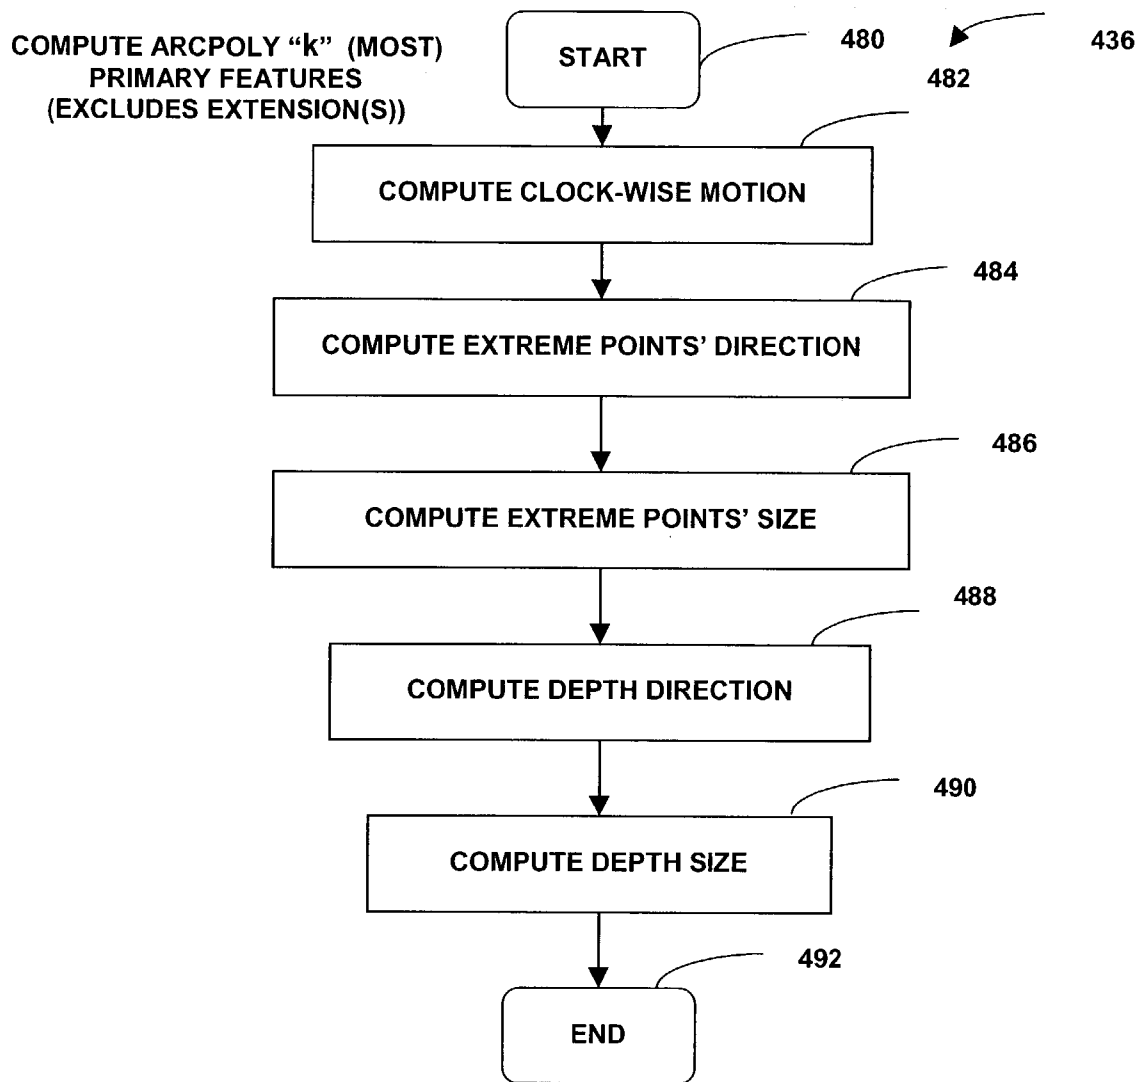 COMPUTE ARCPOLY “k” (MOST)
PRIMARY FEATURES
(EXCLUDES EXTENSION(S))
START
480
436
482
COMPUTE CLOCK-WISE MOTION
484
COMPUTE EXTREME POINTS’ DIRECTION
486
COMPUTE EXTREME POINTS’ SIZE
488
COMPUTE DEPTH DIRECTION
490
COMPUTE DEPTH SIZE
492
END